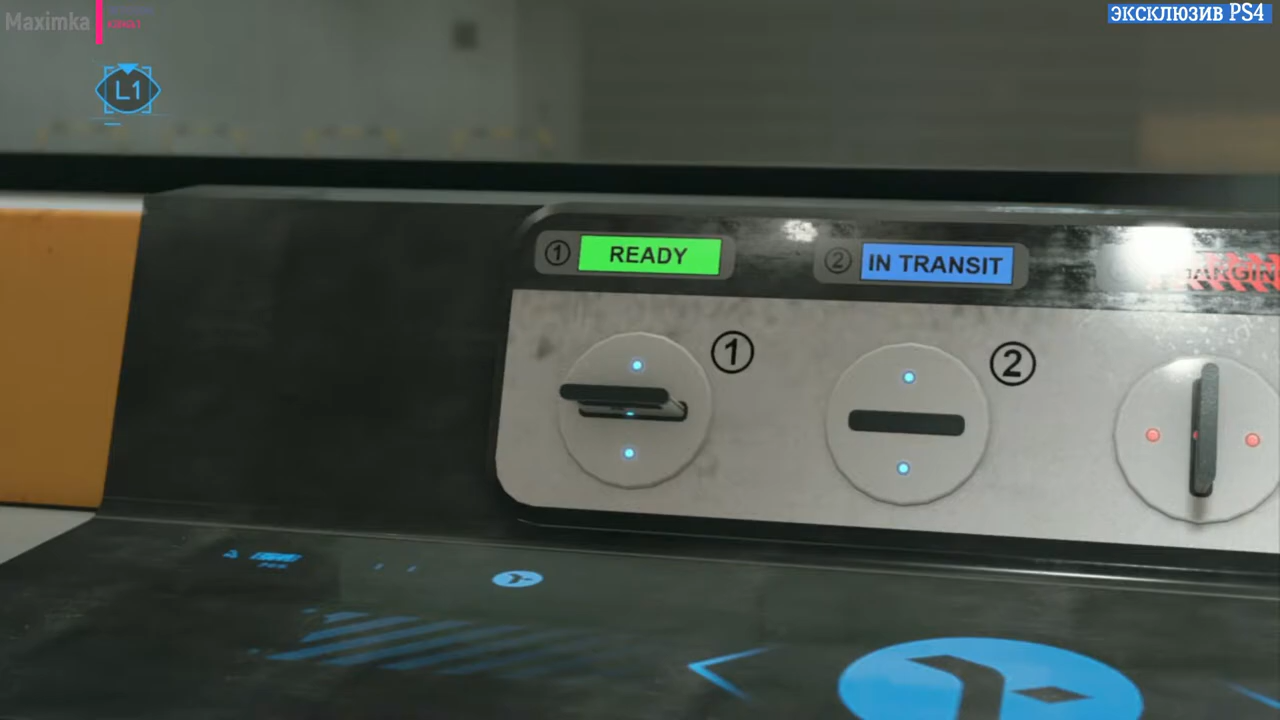 Maximka
ЭКСКЛЮЗИВ PS4
L1
① READY
② IN TRANSIT
①
②